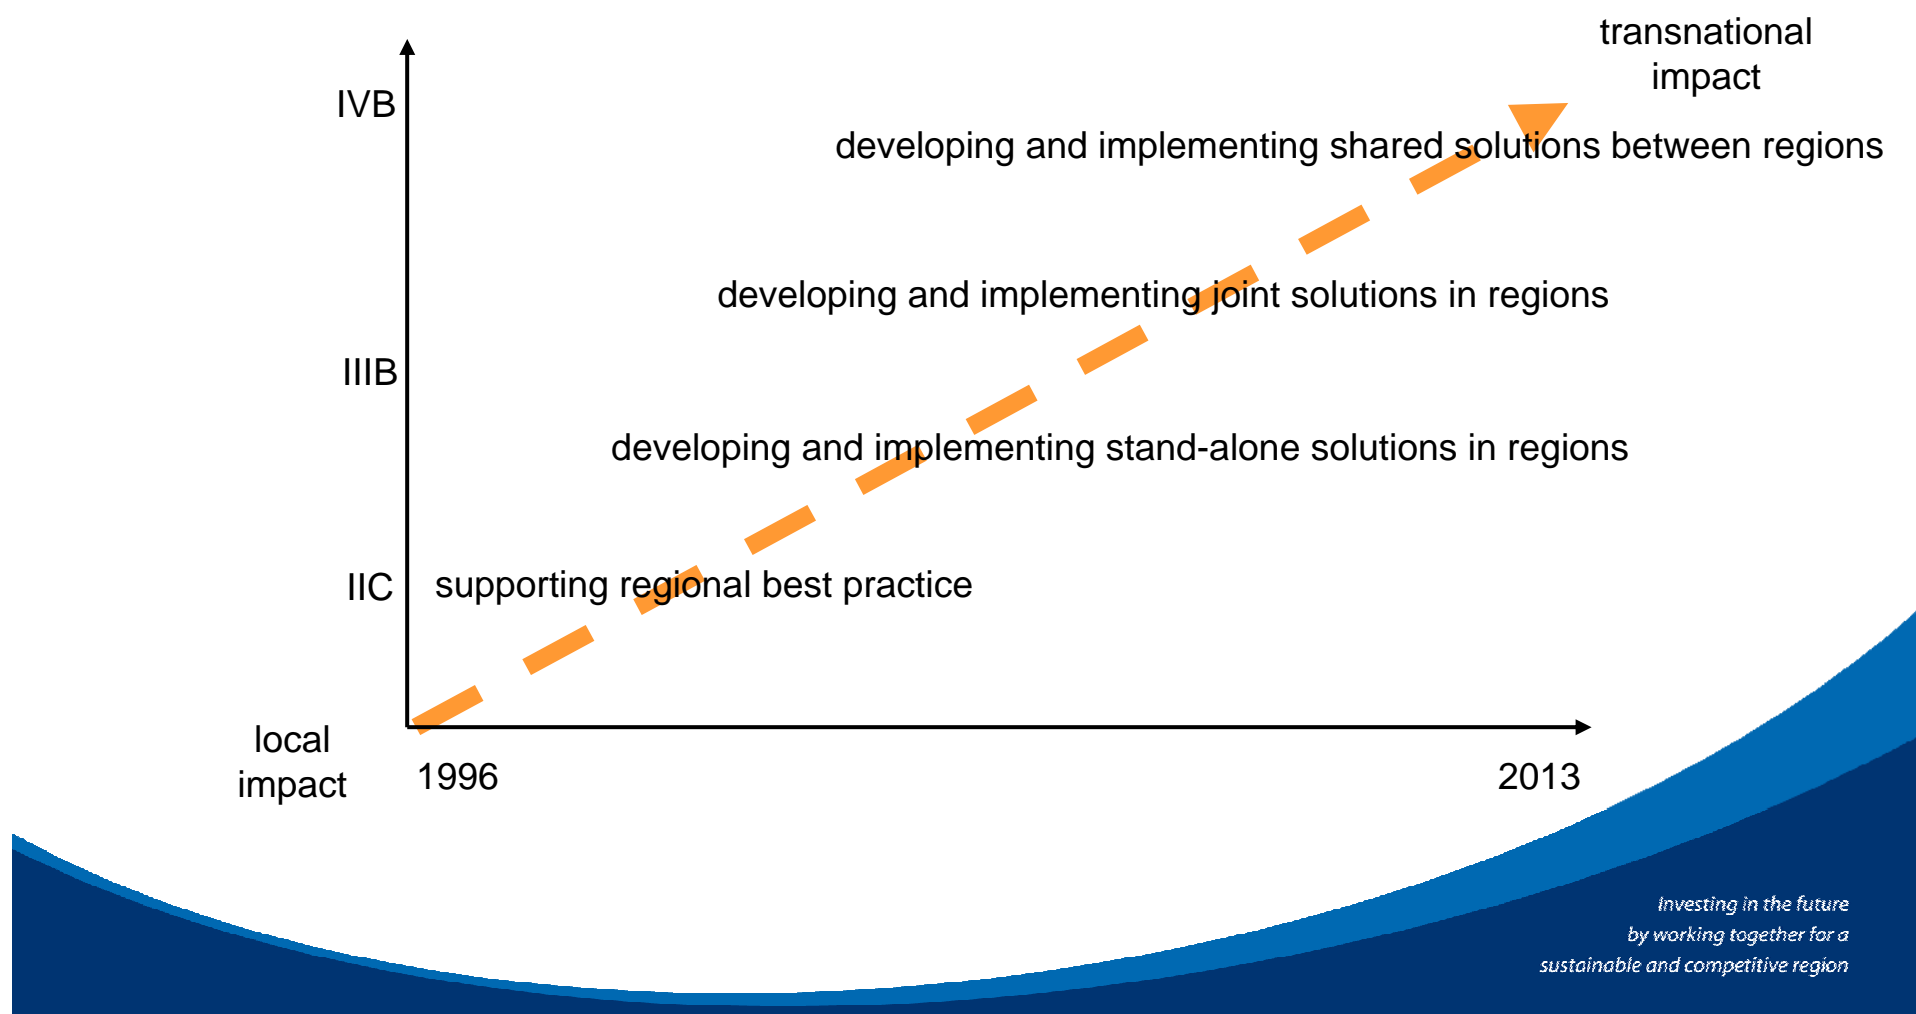 transnational
impact
IVB
developing and implementing shared solutions between regions
developing and implementing joint solutions in regions
IIIB
developing and implementing stand-alone solutions in regions
IIC
supporting regional best practice
local
impact
1996
2013
Investing in the future
by working together for a
sustainable and competitive region